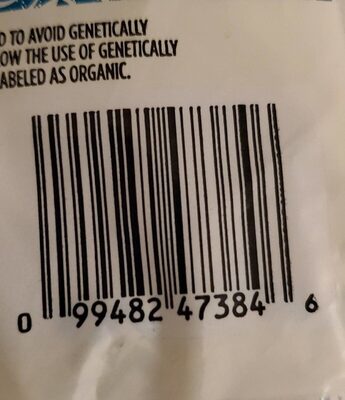 D TO AVOID GENETICALLY
OW THE USE OF GENETICALLY
ABELED AS ORGANIC.
0 99482 47384 6